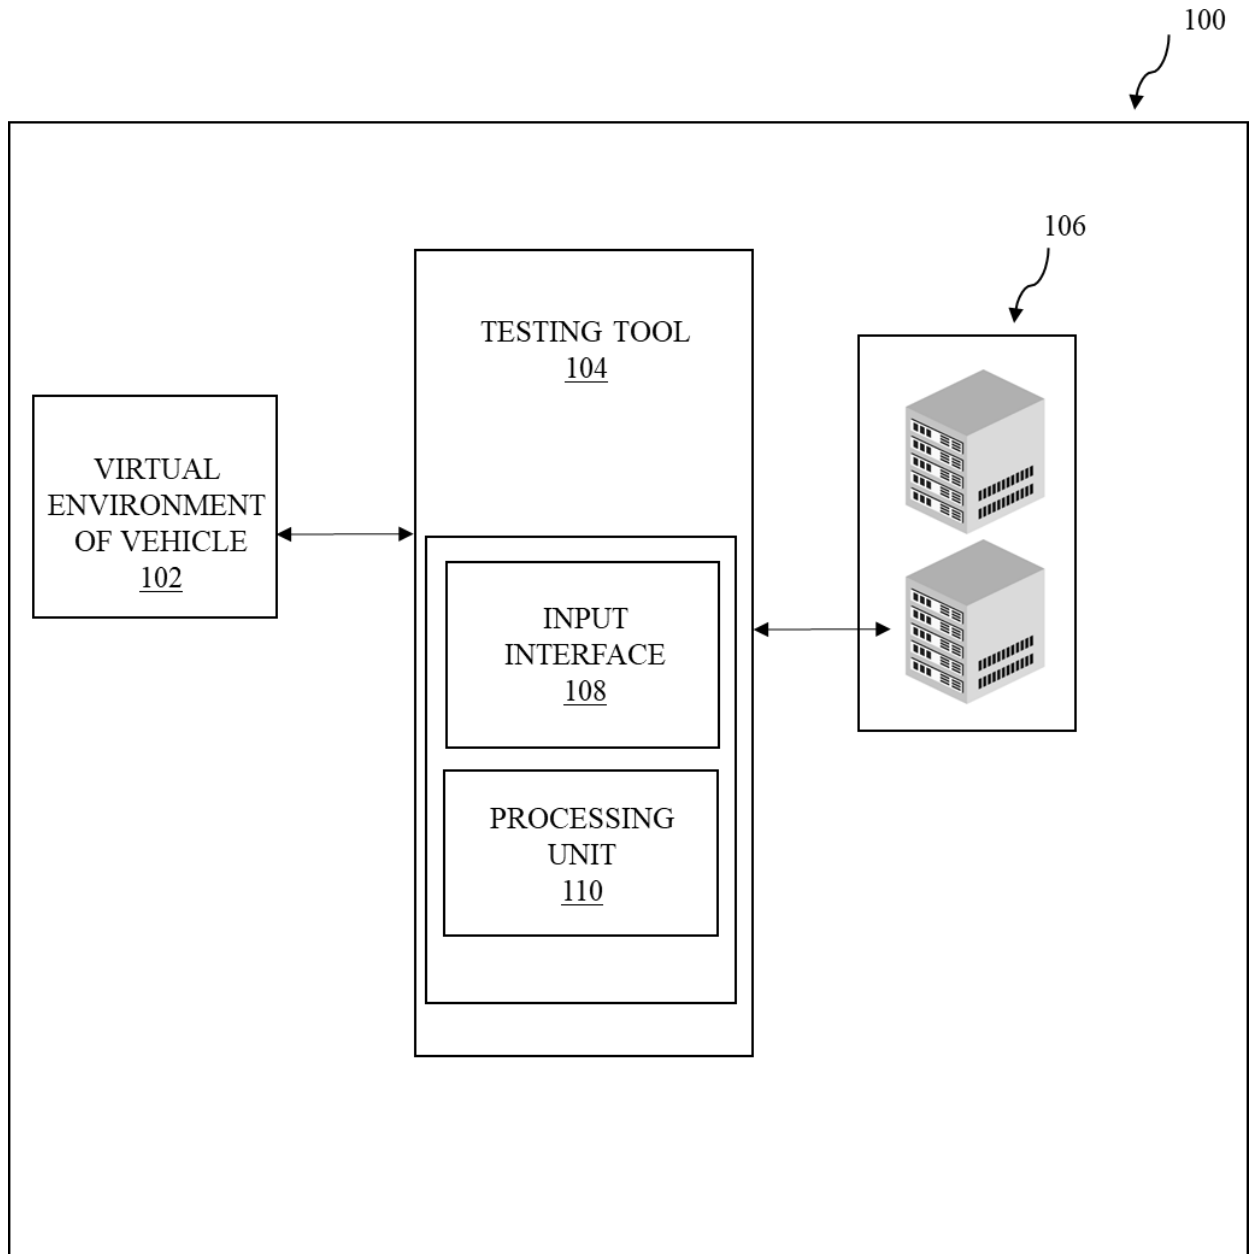 100
106
TESTING TOOL
104
VIRTUAL
ENVIRONMENT
OF VEHICLE
102
INPUT
INTERFACE
108
PROCESSING
UNIT
110